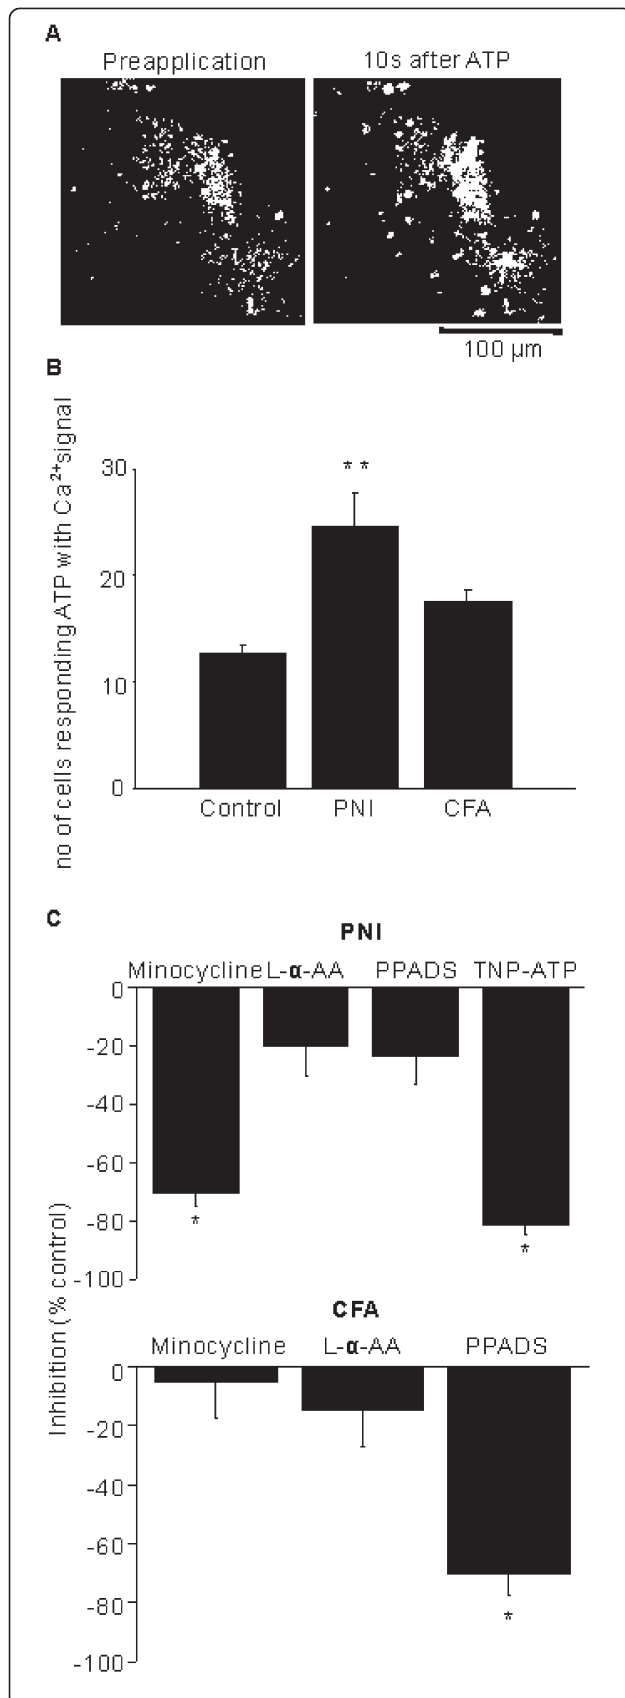 A
Preapplication 10s after ATP
100 µm
B
no of cells responding ATP with Ca²⁺signal
30
20
10
0
**
Control PNI CFA
C
PNI
Minocycline L-α-AA PPADS TNP-ATP
0
-20
-40
-60
-80
-100
* *
Inhibition (% control)
CFA
Minocycline L-α-AA PPADS
0
-20
-40
-60
-80
-100
*